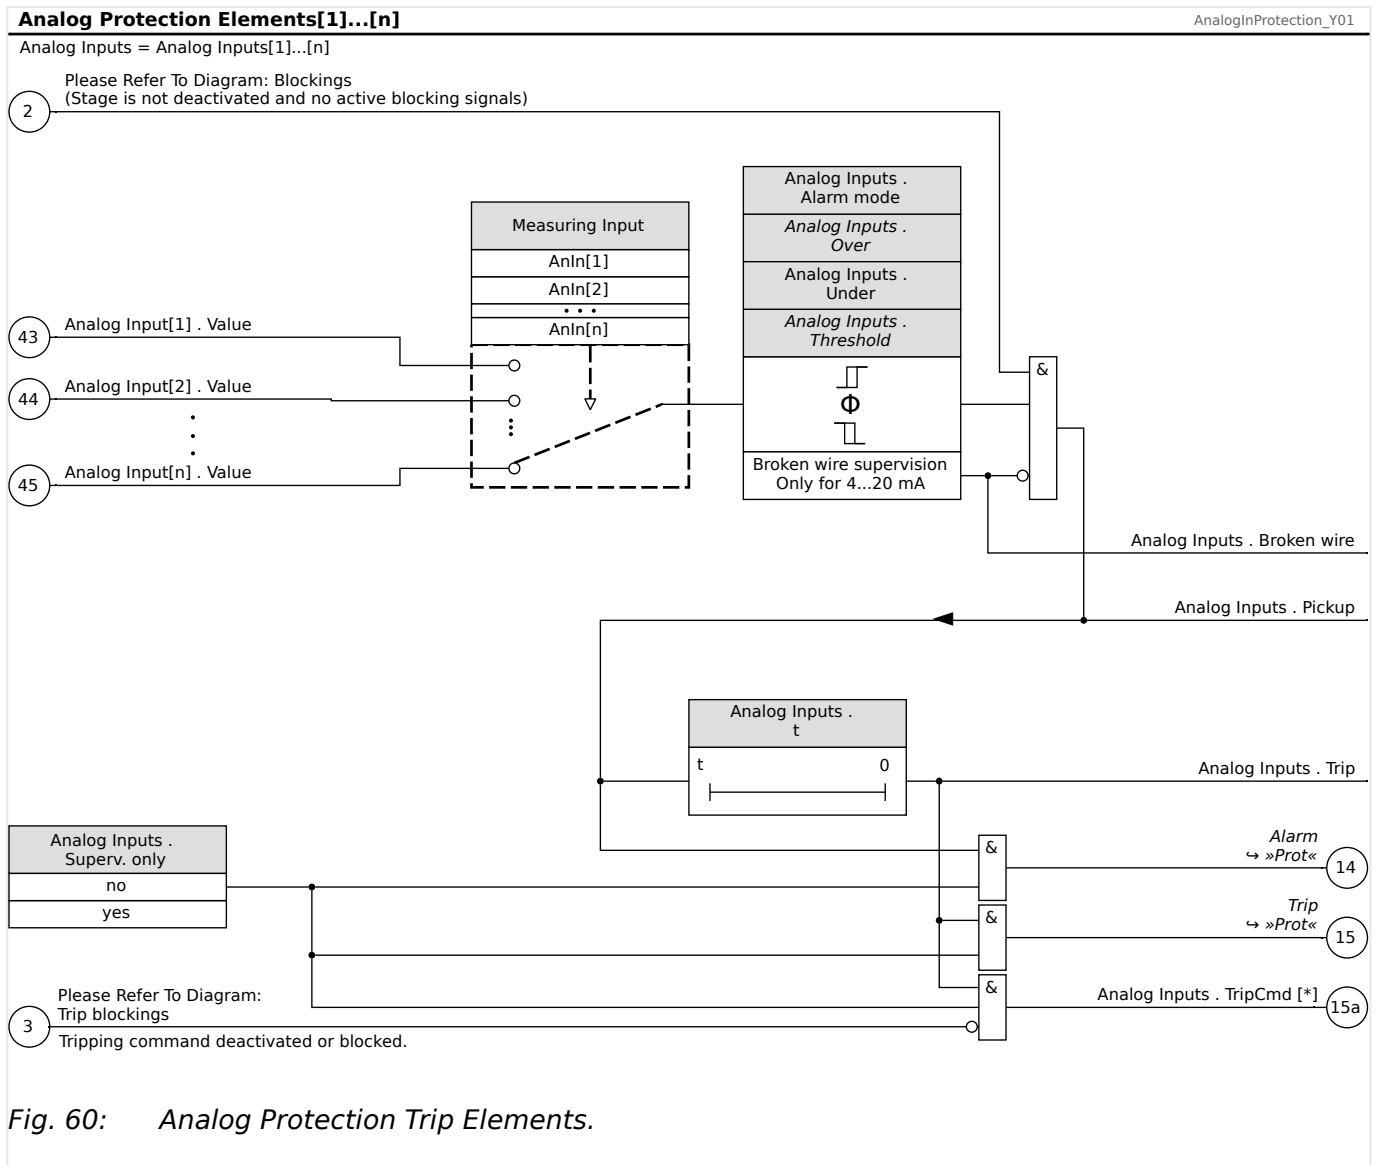 Analog Protection Elements[1]...[n]
AnalogInProtection_Y01
Analog Inputs = Analog Inputs[1]...[n]
Please Refer To Diagram: Blockings
(Stage is not deactivated and no active blocking signals)
2
Analog Inputs .
Alarm mode
Measuring Input
Analog Inputs .
Over
AnIn[1]
Analog Inputs .
Under
AnIn[2]
• • •
AnIn[n]
Analog Inputs .
Threshold
43
Analog Input[1] . Value
44
Analog Input[2] . Value
45
Analog Input[n] . Value
Φ
&
Broken wire supervision
Only for 4...20 mA
Analog Inputs . Broken wire
Analog Inputs . Pickup
Analog Inputs .
t
t 0
Analog Inputs . Trip
Analog Inputs .
Superv. only
no
yes
&
Alarm
↪ »Prot«
14
&
Trip
↪ »Prot«
15
&
Analog Inputs . TripCmd [*]
15a
Please Refer To Diagram:
Trip blockings
3
Tripping command deactivated or blocked.
Fig. 60: Analog Protection Trip Elements.